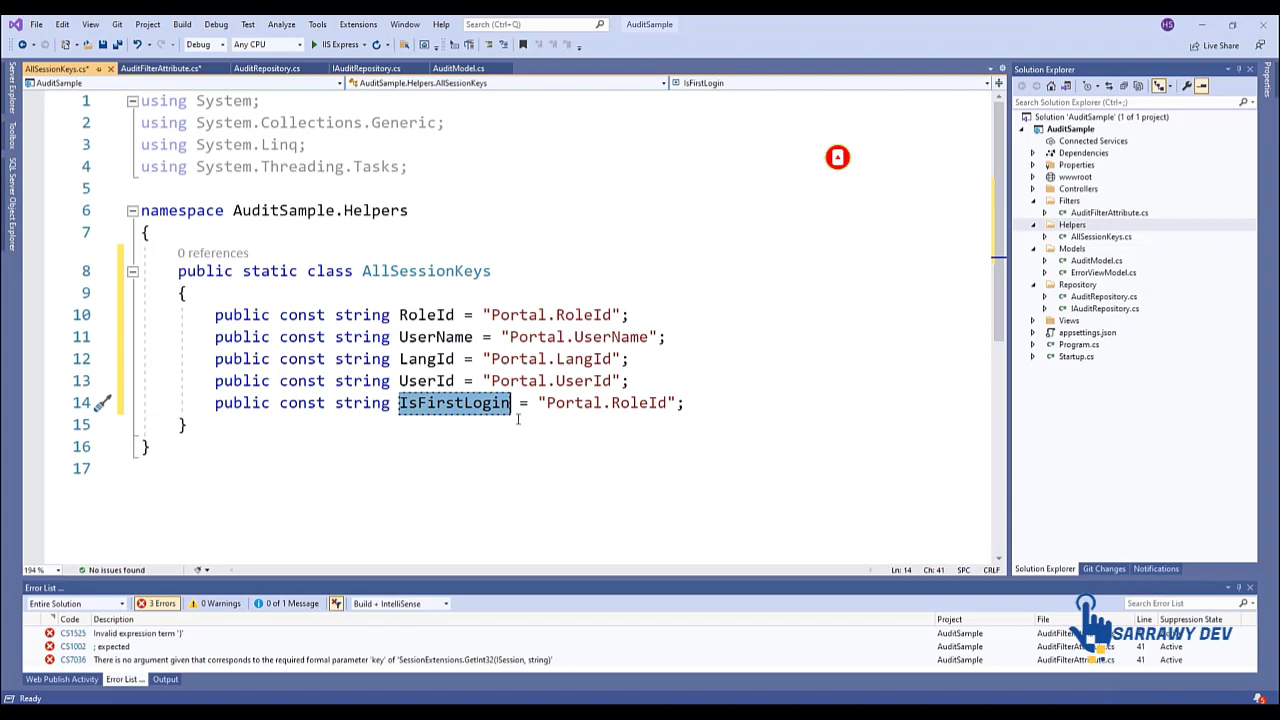 File Edit View Git Project Build Debug Test Analyze Tools Extensions Window Help Search (Ctrl+Q) AuditSample HS
Debug Any CPU IIS Express Live Share
AllSessionKeys.cs* AuditFilterAttribute.cs* AuditRepository.cs IAuditRepository.cs AuditModel.cs
AuditSample AuditSample.Helpers.AllSessionKeys IsFirstLogin
Server Explorer
Toolbox
SQL Server Object Explorer
1 using System;
2 using System.Collections.Generic;
3 using System.Linq;
4 using System.Threading.Tasks;
5
6 namespace AuditSample.Helpers
7 {
0 references
8 public static class AllSessionKeys
9 {
10 public const string RoleId = "Portal.RoleId";
11 public const string UserName = "Portal.UserName";
12 public const string LangId = "Portal.LangId";
13 public const string UserId = "Portal.UserId";
14 public const string IsFirstLogin = "Portal.RoleId";
15 }
16 }
17
194 % No issues found Ln: 14 Ch: 41 SPC CRLF
Solution Explorer
Search Solution Explorer (Ctrl+;)
Solution 'AuditSample' (1 of 1 project)
AuditSample
Connected Services
Dependencies
Properties
wwwroot
Controllers
Filters
AuditFilterAttribute.cs
Helpers
AllSessionKeys.cs
Models
AuditModel.cs
ErrorViewModel.cs
Repository
AuditRepository.cs
IAuditRepository.cs
Views
appsettings.json
Program.cs
Startup.cs
Solution Explorer Git Changes Notifications
Properties
Error List ...
Entire Solution 3 Errors 0 Warnings 0 of 1 Message Build + IntelliSense Search Error List
Code Description Project File Line Suppression State
CS1525 Invalid expression term '}' AuditSample
CS1002 ; expected AuditSample 41 Active
CS7036 There is no argument given that corresponds to the required formal parameter 'key' of 'SessionExtensions.GetInt32(ISession, string)' AuditSample 41 Active
SARRAWY DEV
Web Publish Activity Error List ... Output
Ready